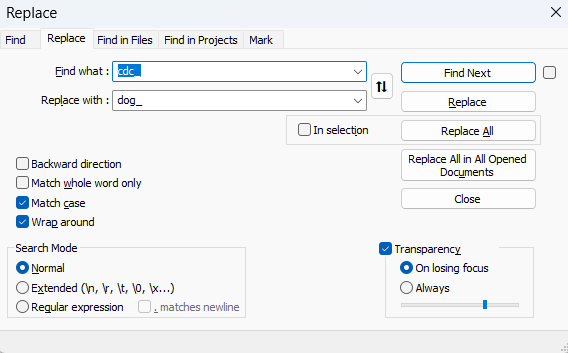 Replace
Find Replace Find in Files Find in Projects Mark
Find what : cdc_ Find Next
Replace with : dog_ Replace
In selection Replace All
Backward direction Replace All in All Opened
Documents
Match whole word only
Match case Close
Wrap around
Search Mode Transparency
Normal On losing focus
Extended (\n, \r, \t, \0, \x...) Always
Regular expression . matches newline